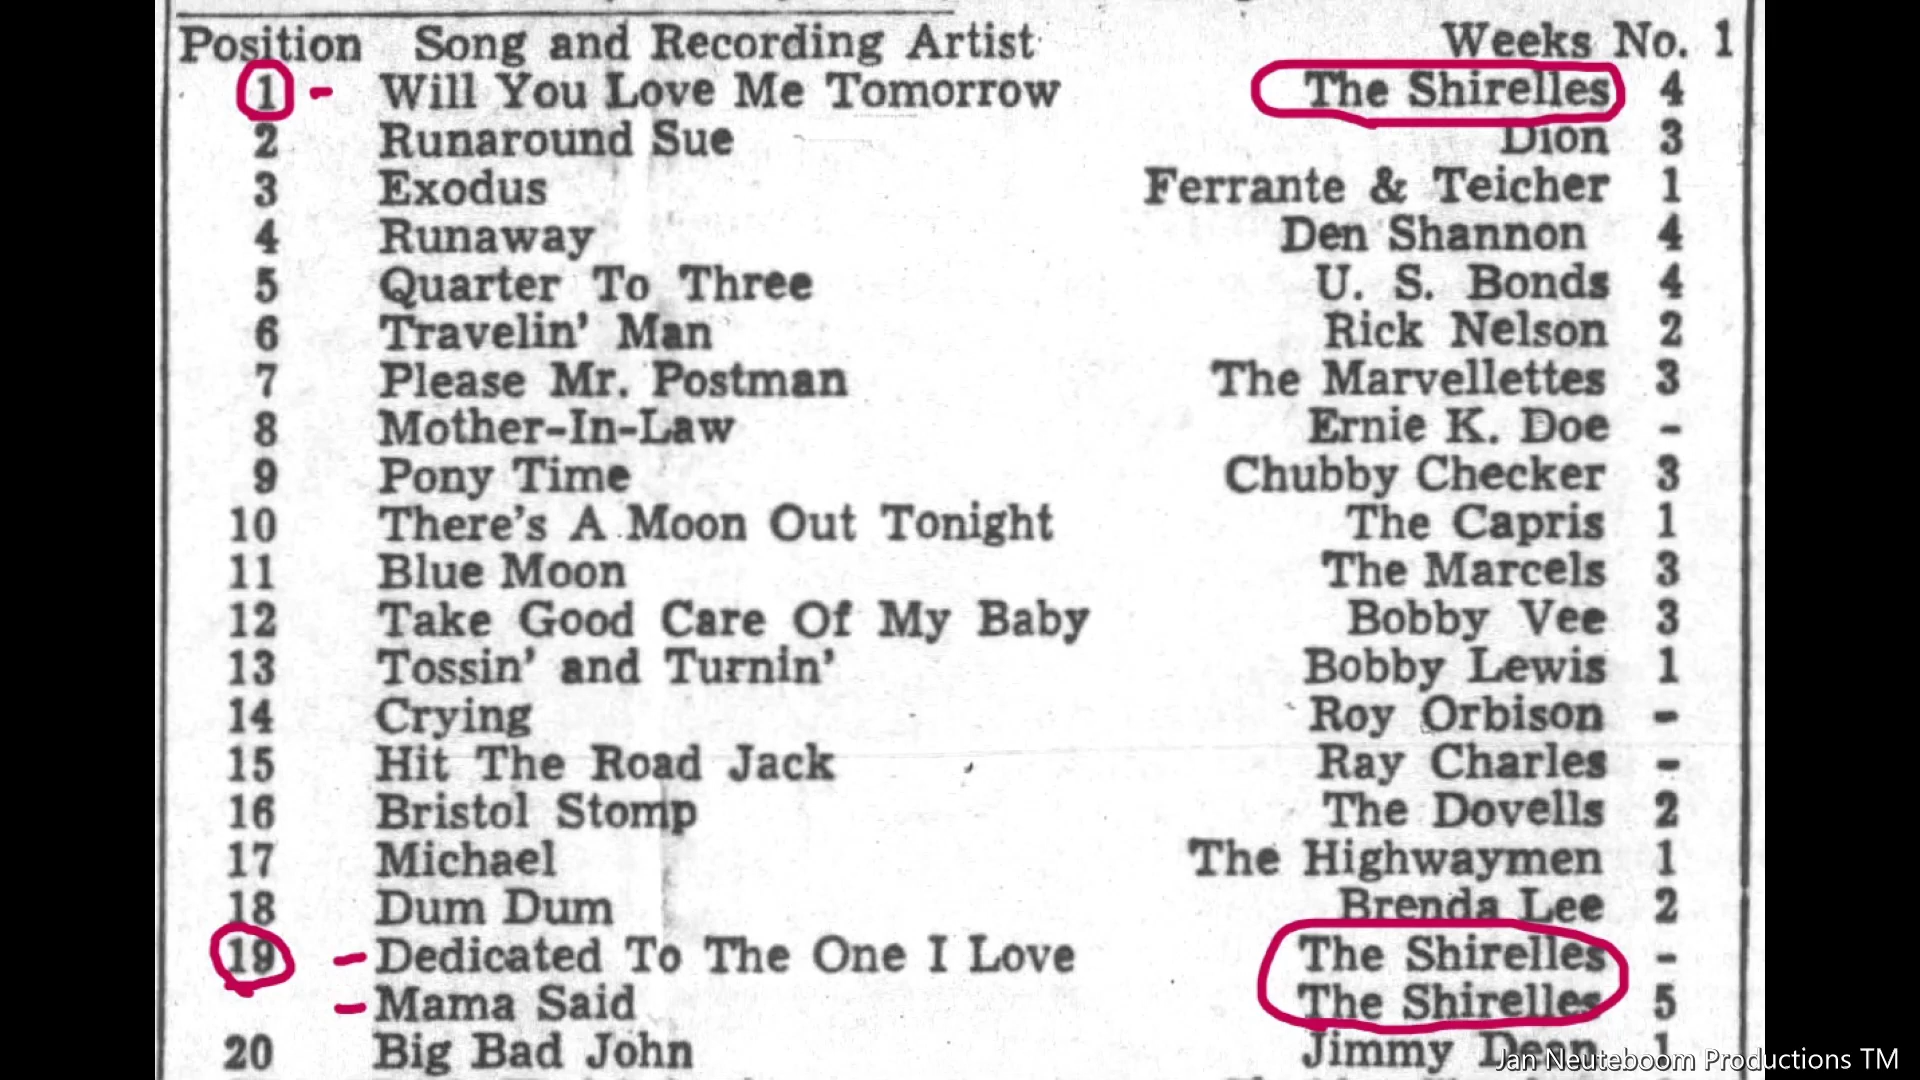 Position Song and Recording Artist Weeks No. 1
1 - Will You Love Me Tomorrow The Shirelles 4
2 Runaround Sue Dion 3
3 Exodus Ferrante & Teicher 1
4 Runaway Den Shannon 4
5 Quarter To Three U. S. Bonds 4
6 Travelin' Man Rick Nelson 2
7 Please Mr. Postman The Marvellettes 3
8 Mother-In-Law Ernie K. Doe -
9 Pony Time Chubby Checker 3
10 There's A Moon Out Tonight The Capris 1
11 Blue Moon The Marcels 3
12 Take Good Care Of My Baby Bobby Vee 3
13 Tossin' and Turnin' Bobby Lewis 1
14 Crying Roy Orbison -
15 Hit The Road Jack Ray Charles -
16 Bristol Stomp The Dovells 2
17 Michael The Highwaymen 1
18 Dum Dum Brenda Lee 2
19 - Dedicated To The One I Love The Shirelles -
- Mama Said The Shirelles 5
20 Big Bad John Jimmy Dean 1
Jan Neuteboom Productions TM